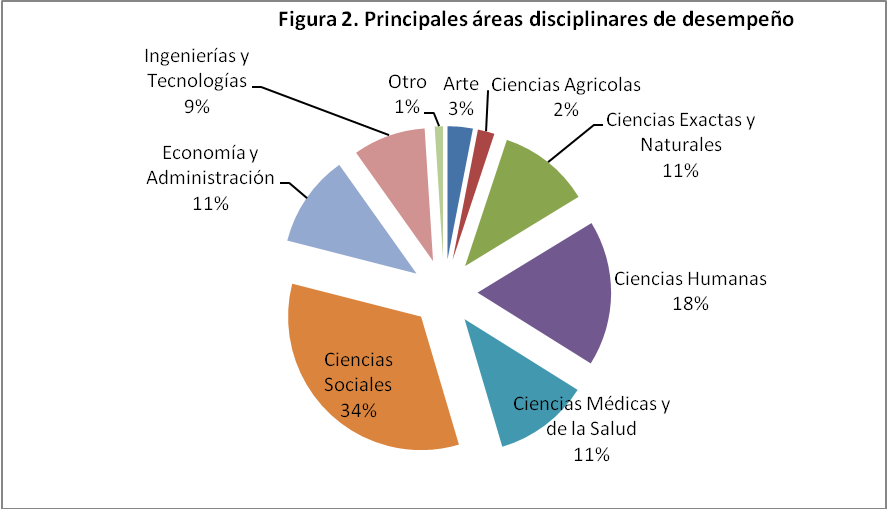 Figura 2. Principales áreas disciplinares de desempeño
Ingenierías y
Tecnologías
9%
Otro
1%
Arte
3%
Ciencias Agricolas
2%
Ciencias Exactas y
Naturales
11%
Economía y
Administración
11%
Ciencias Humanas
18%
Ciencias
Sociales
34%
Ciencias Médicas y
de la Salud
11%